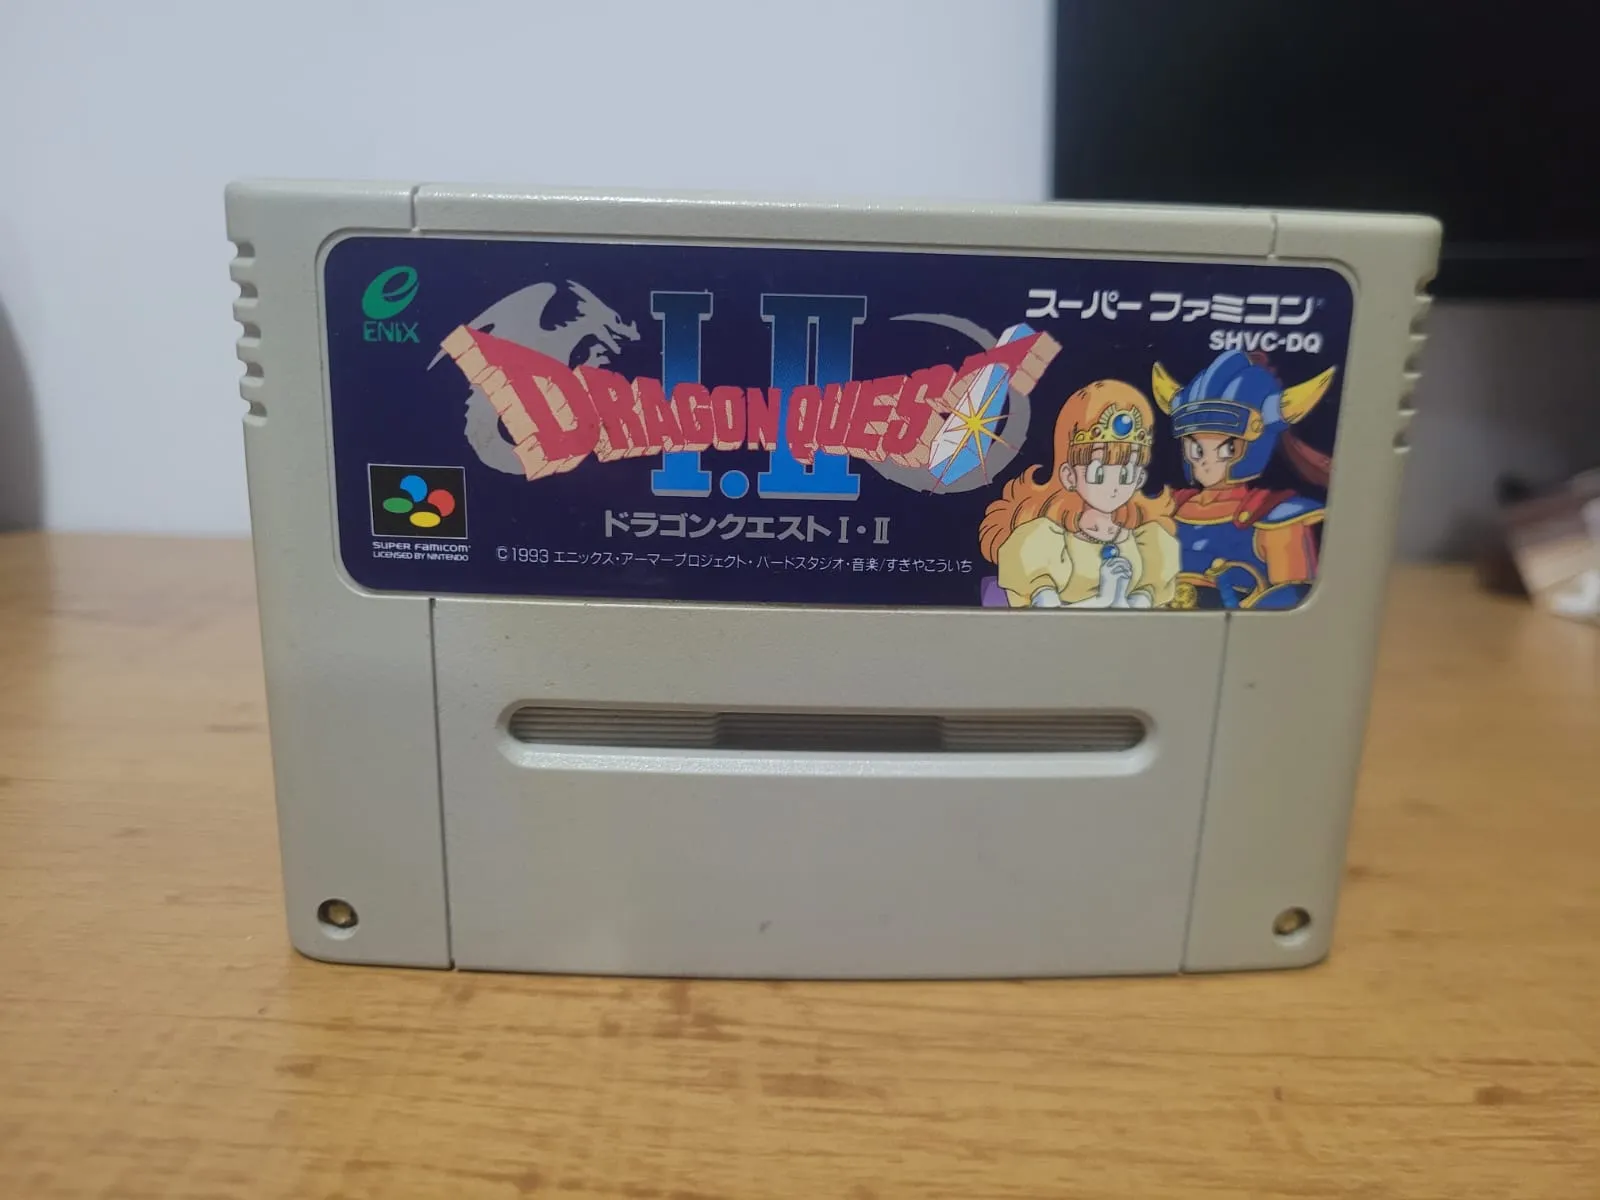 ENIX
I.II
DRAGON QUEST
スーパーファミコン
SHVC-DQ
ドラゴンクエストI・II
SUPER FAMICOM
LICENSED BY NINTENDO
©1993 エニックス・アーマープロジェクト・バードスタジオ・音楽/すぎやこういち